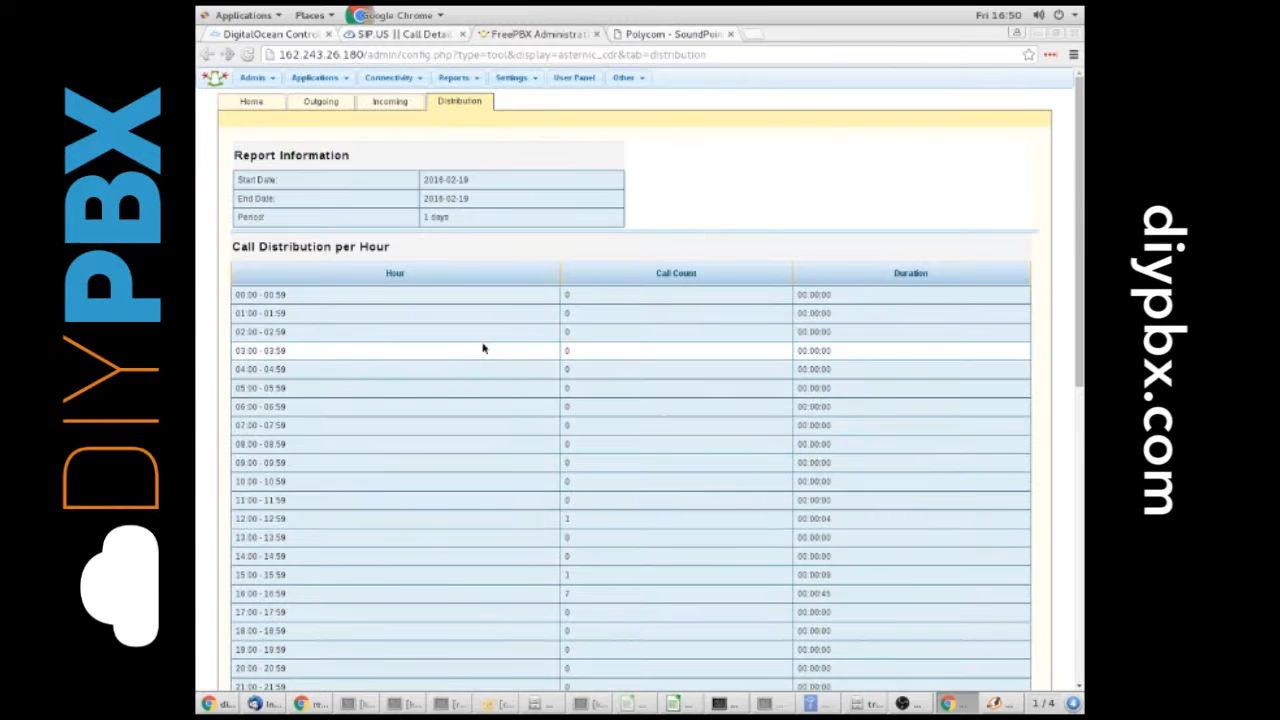 DIYPBX
Applications Places Google Chrome Fri 16:50
DigitalOcean Control SIP.US || Call Detai FreePBX Administrat Polycom - SoundPoin
162.243.26.180/admin/config.php?type=tool&display=asternic_cdr&tab=distribution
Admin Applications Connectivity Reports Settings User Panel Other
Home Outgoing Incoming Distribution
Report Information
Start Date: 2016-02-19
End Date: 2016-02-19
Period: 1 days
Call Distribution per Hour
Hour Call Count Duration
00:00 - 00:59 0 00:00:00
01:00 - 01:59 0 00:00:00
02:00 - 02:59 0 00:00:00
03:00 - 03:59 0 00:00:00
04:00 - 04:59 0 00:00:00
05:00 - 05:59 0 00:00:00
06:00 - 06:59 0 00:00:00
07:00 - 07:59 0 00:00:00
08:00 - 08:59 0 00:00:00
09:00 - 09:59 0 00:00:00
10:00 - 10:59 0 00:00:00
11:00 - 11:59 0 00:00:00
12:00 - 12:59 1 00:00:04
13:00 - 13:59 0 00:00:00
14:00 - 14:59 0 00:00:00
15:00 - 15:59 1 00:00:09
16:00 - 16:59 7 00:00:45
17:00 - 17:59 0 00:00:00
18:00 - 18:59 0 00:00:00
19:00 - 19:59 0 00:00:00
20:00 - 20:59 0 00:00:00
21:00 - 21:59 0 00:00:00
1 / 4
diypbx.com